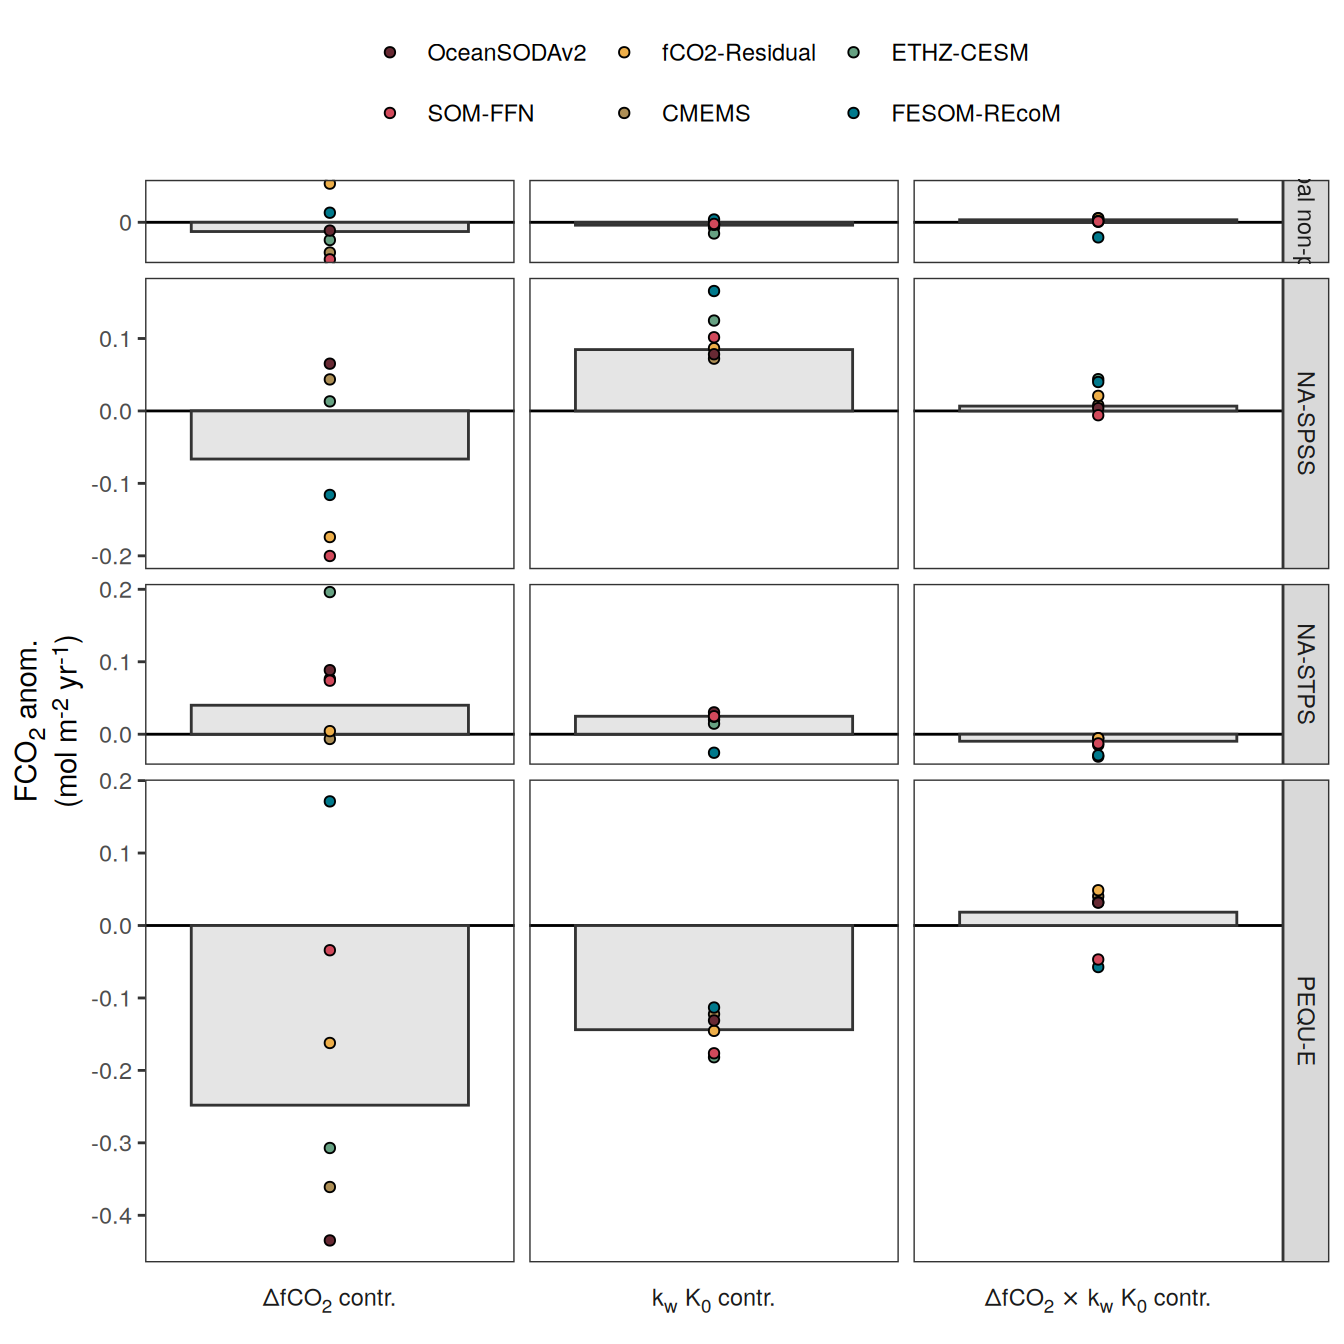 OceanSODAv2 fCO2-Residual ETHZ-CESM
SOM-FFN CMEMS FESOM-REcoM
0
0.1
0.0
-0.1
-0.2
NA-SPSS
0.2
0.1
0.0
NA-STPS
0.2
0.1
0.0
-0.1
-0.2
-0.3
-0.4
PEQU-E
FCO₂ anom.
(mol m⁻² yr⁻¹)
ΔfCO₂ contr. k_w K₀ contr. ΔfCO₂ × k_w K₀ contr.